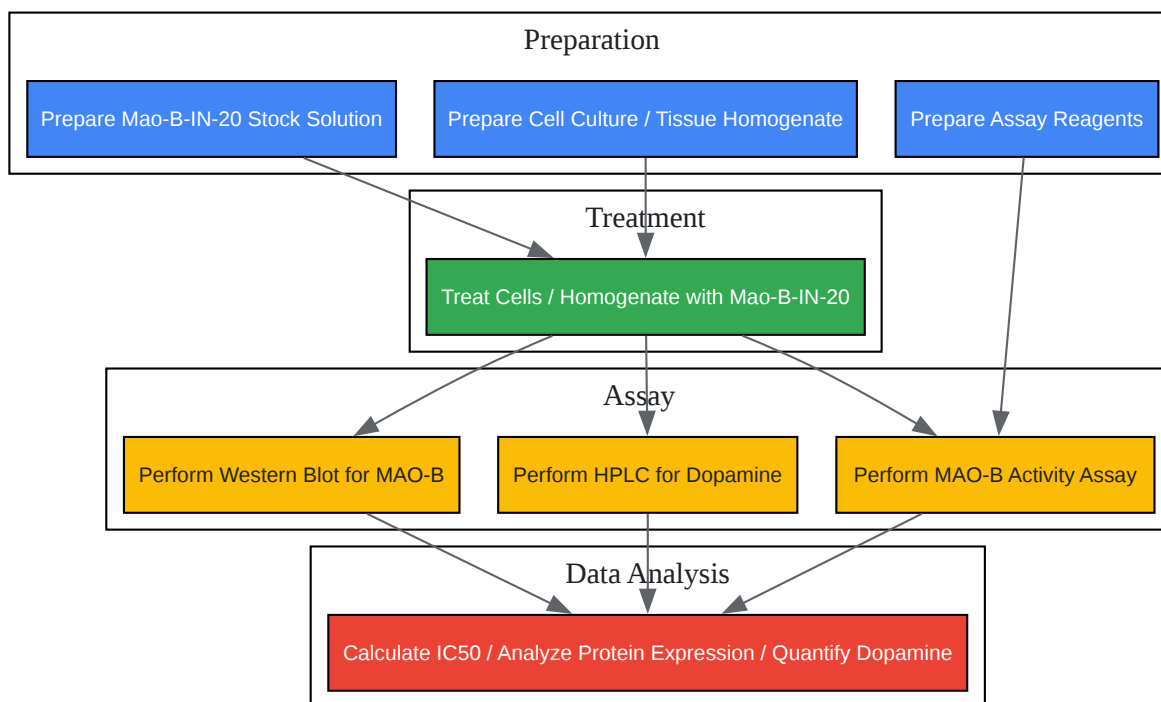 Preparation
Prepare Mao-B-IN-20 Stock Solution
Prepare Cell Culture / Tissue Homogenate
Prepare Assay Reagents
Treatment
Treat Cells / Homogenate with Mao-B-IN-20
Assay
Perform Western Blot for MAO-B
Perform HPLC for Dopamine
Perform MAO-B Activity Assay
Data Analysis
Calculate IC50 / Analyze Protein Expression / Quantify Dopamine